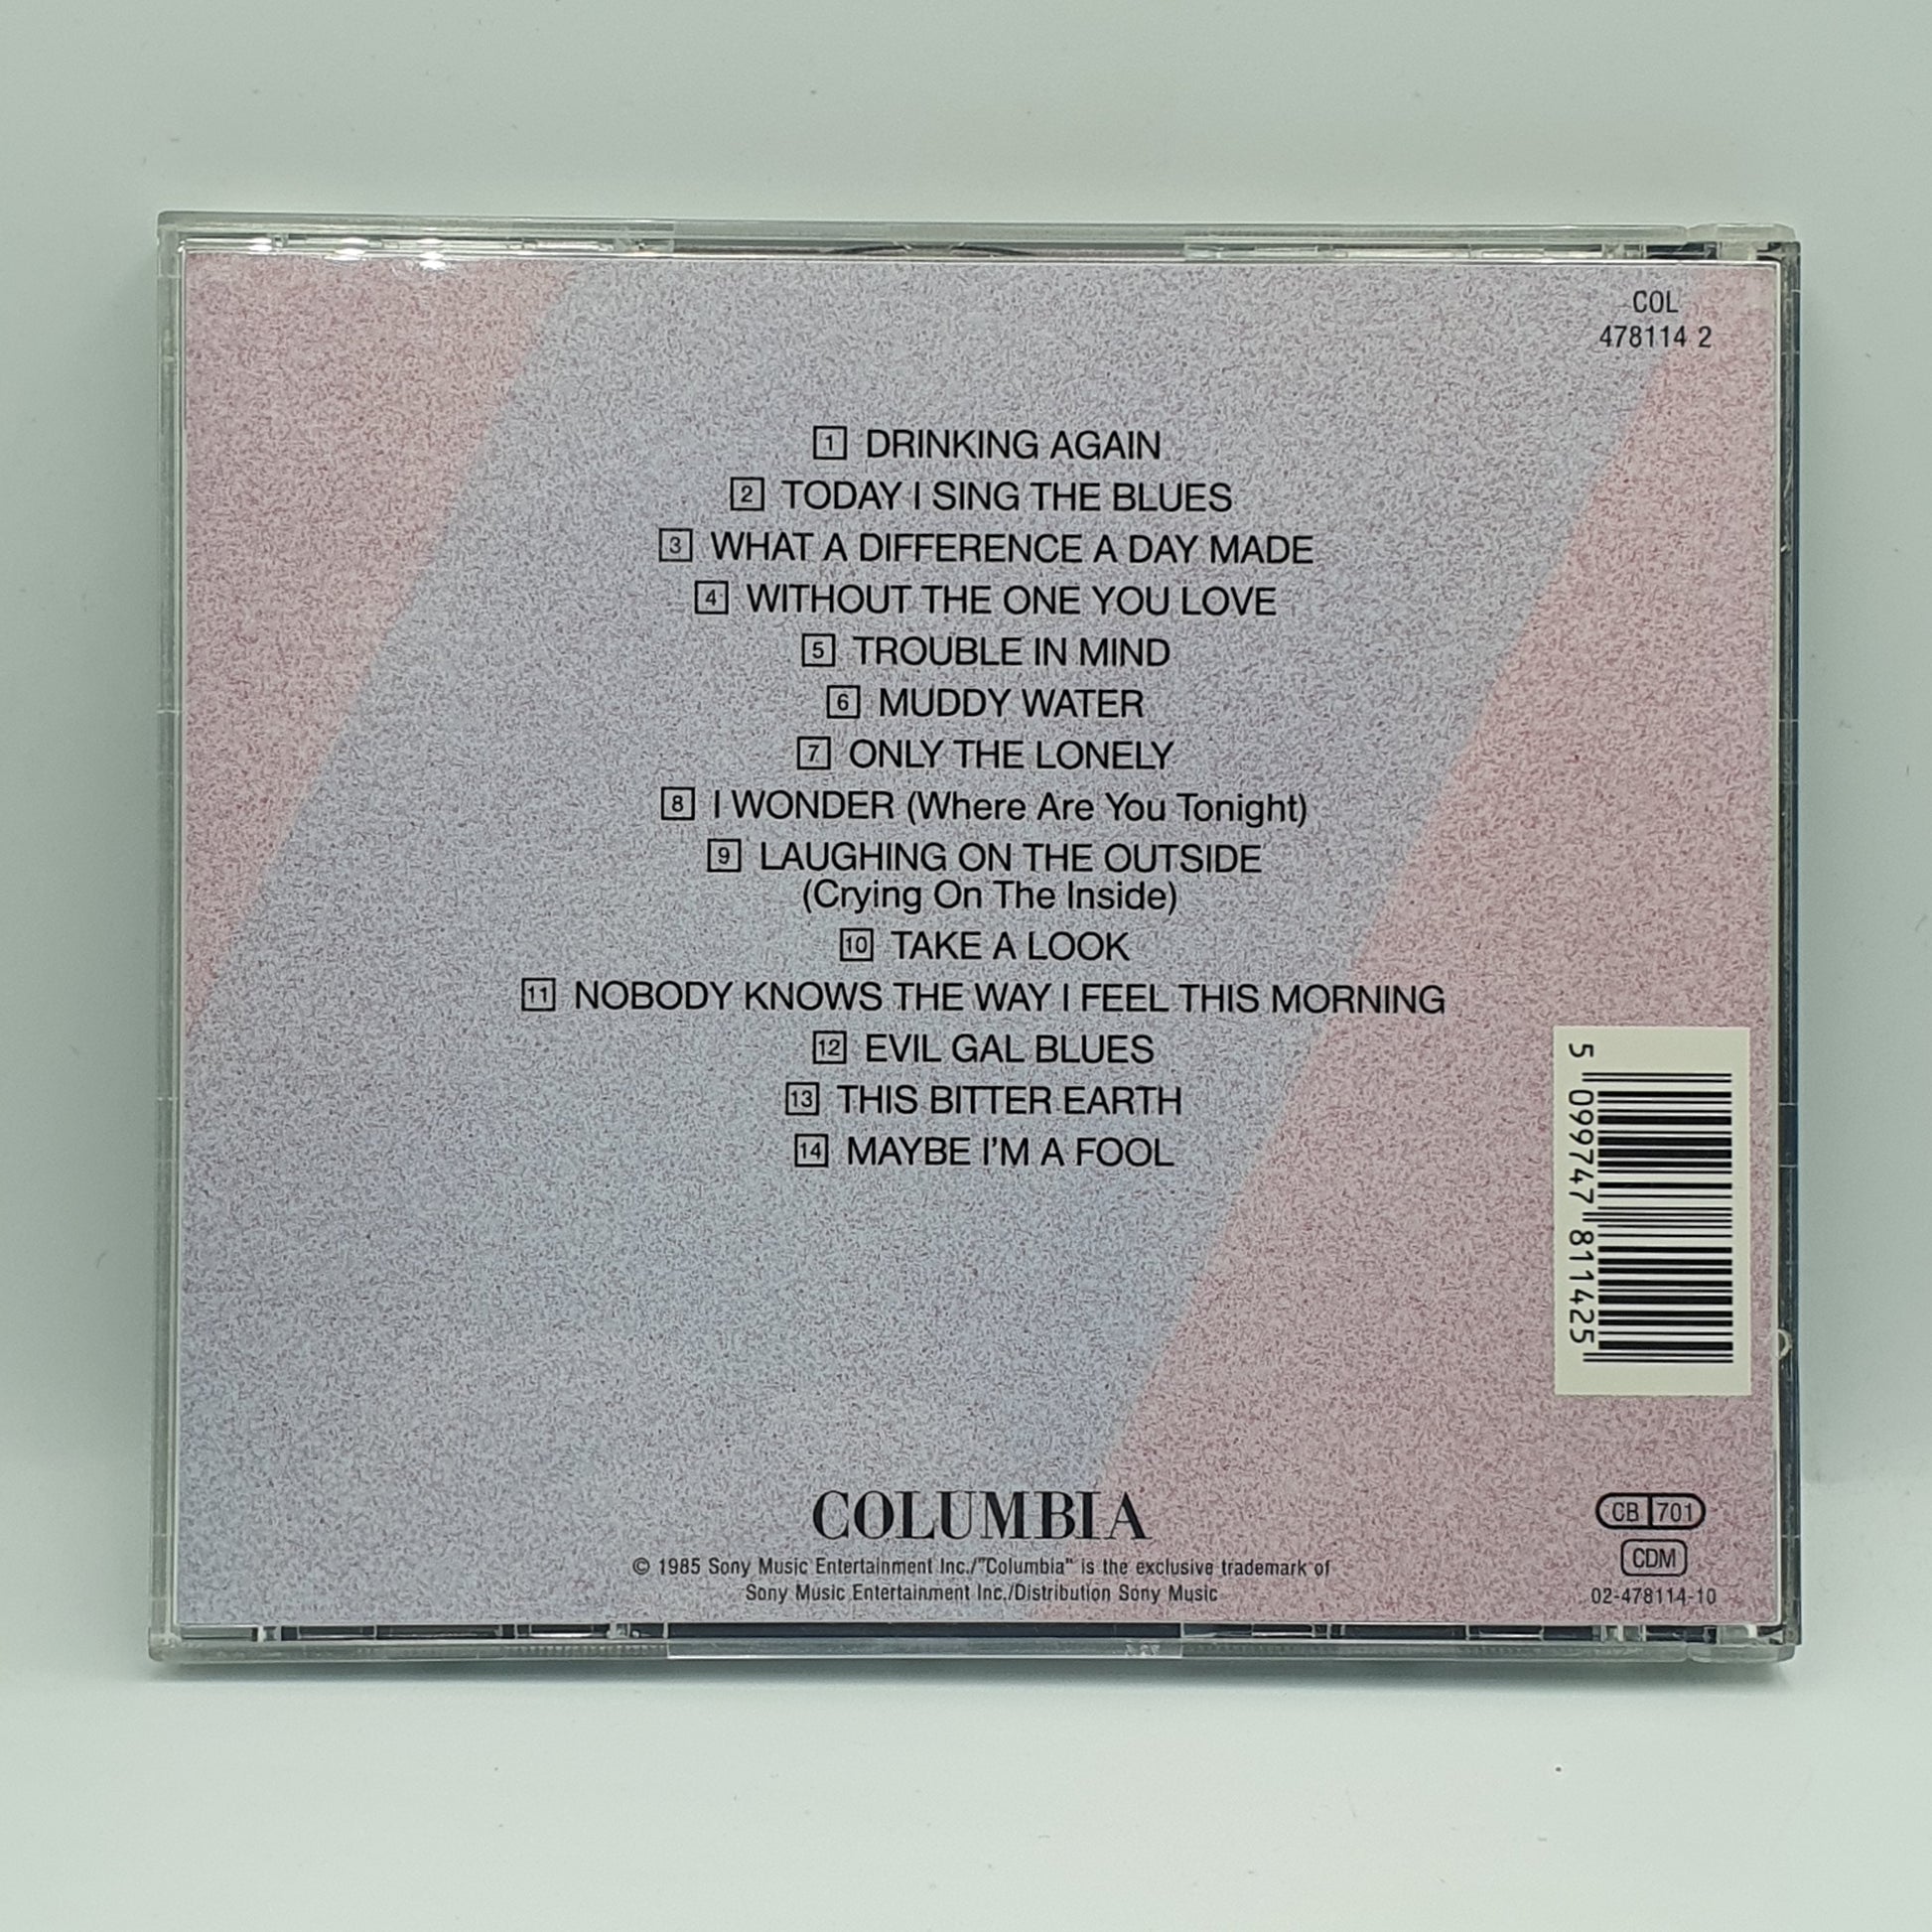 COL
478114 2
1 DRINKING AGAIN
2 TODAY I SING THE BLUES
3 WHAT A DIFFERENCE A DAY MADE
4 WITHOUT THE ONE YOU LOVE
5 TROUBLE IN MIND
6 MUDDY WATER
7 ONLY THE LONELY
8 I WONDER (Where Are You Tonight)
9 LAUGHING ON THE OUTSIDE
(Crying On The Inside)
10 TAKE A LOOK
11 NOBODY KNOWS THE WAY I FEEL THIS MORNING
12 EVIL GAL BLUES
13 THIS BITTER EARTH
14 MAYBE I'M A FOOL
5 099747 811425
COLUMBIA
© 1985 Sony Music Entertainment Inc./"Columbia" is the exclusive trademark of
Sony Music Entertainment Inc./Distribution Sony Music
CB 701
CDM
02-478114-10